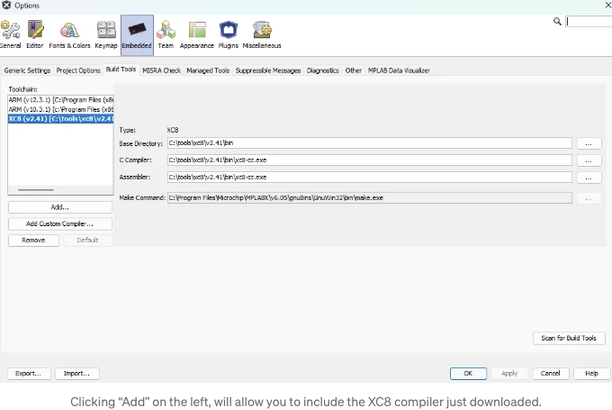 Options
General Editor Fonts & Colors Keymap Embedded Team Appearance Plugins Miscellaneous
Generic Settings Project Options Build Tools MISRA Check Managed Tools Suppressible Messages Diagnostics Other MPLAB Data Visualizer
Toolchain:
ARM (v12.3.1) [c:\Program Files (x86
ARM (v10.3.1) [c:\Program Files (x86
XC8 (v2.41) [C:\tools\xc8\v2.41
Type: XC8
Base Directory: C:\tools\xc8\v2.41\bin ...
C Compiler: C:\tools\xc8\v2.41\bin\xc8-cc.exe ...
Assembler: C:\tools\xc8\v2.41\bin\xc8-cc.exe ...
Make Command: C:\Program Files\Microchip\MPLABX\v6.05\gnuBins\GnuWin32\bin\make.exe ...
Add...
Add Custom Compiler...
Remove Default
Scan for Build Tools
Export... Import... OK Apply Cancel Help
Clicking “Add” on the left, will allow you to include the XC8 compiler just downloaded.